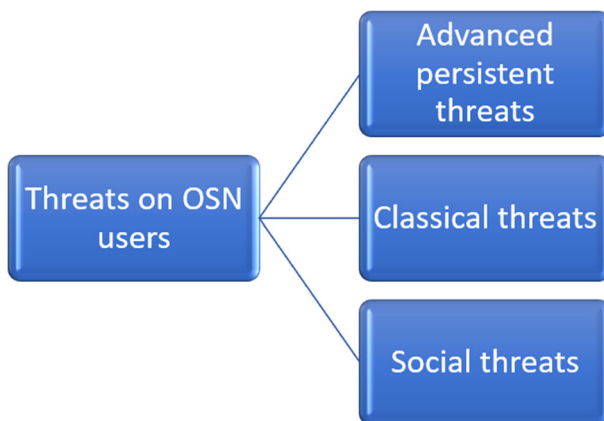 Advanced
persistent
threats
Threats on OSN
users
Classical threats
Social threats